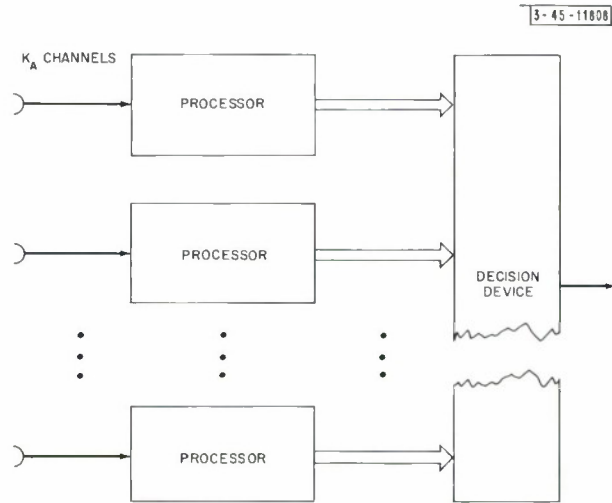 3-45-11808
K_A CHANNELS
PROCESSOR
PROCESSOR
DECISION
DEVICE
PROCESSOR